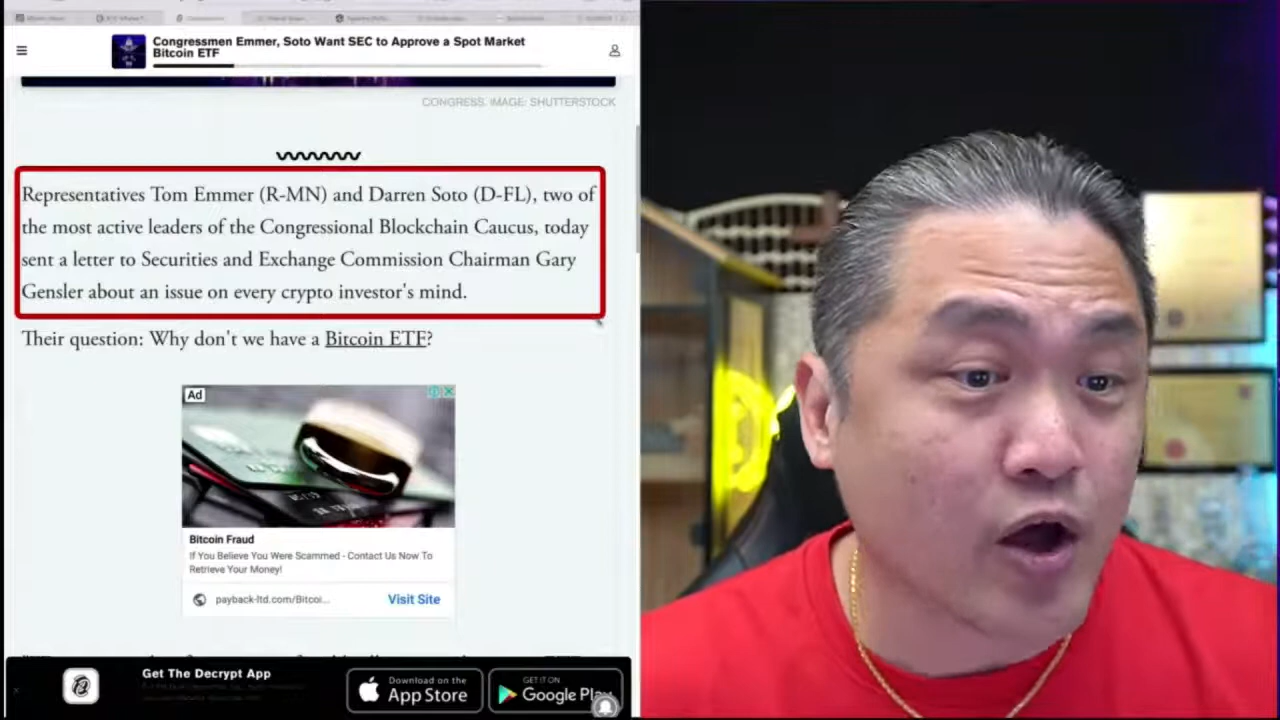 Congressmen Emmer, Soto Want SEC to Approve a Spot Market
Bitcoin ETF
CONGRESS. IMAGE: SHUTTERSTOCK
Representatives Tom Emmer (R-MN) and Darren Soto (D-FL), two of
the most active leaders of the Congressional Blockchain Caucus, today
sent a letter to Securities and Exchange Commission Chairman Gary
Gensler about an issue on every crypto investor's mind.
Their question: Why don't we have a Bitcoin ETF?
Ad
Bitcoin Fraud
If You Believe You Were Scammed - Contact Us Now To
Retrieve Your Money!
payback-ltd.com/Bitcoi...
Visit Site
Get The Decrypt App
Download on the
App Store
GET IT ON
Google Play